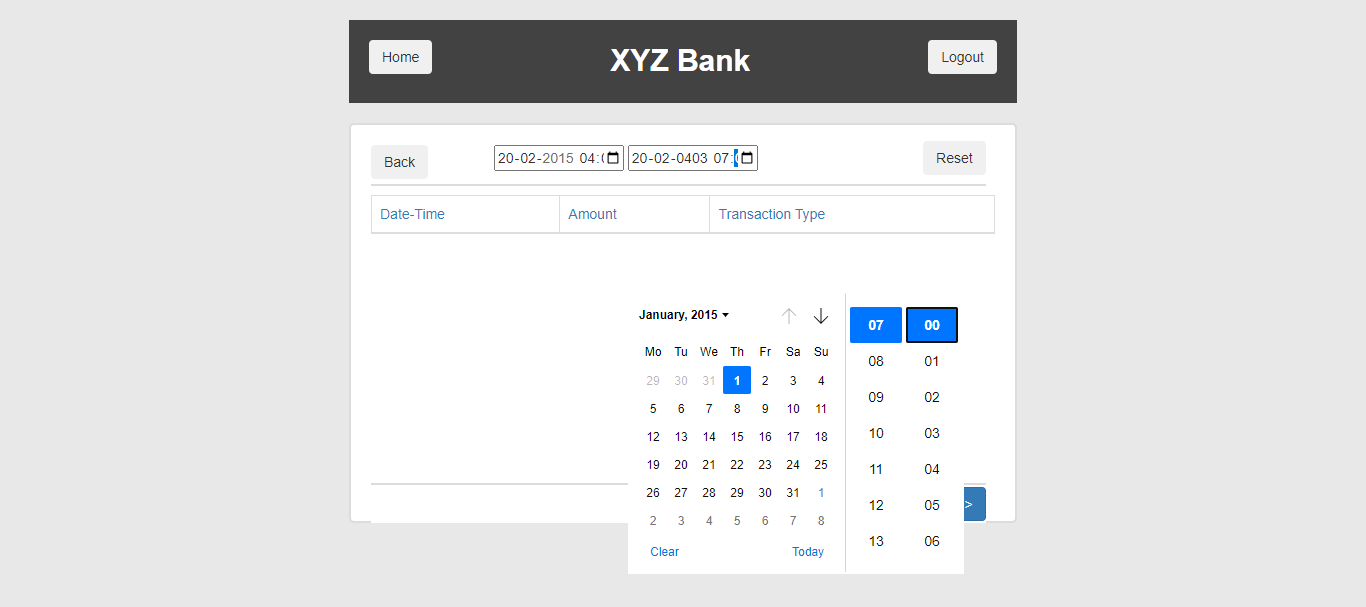 Home XYZ Bank Logout
Back 20-02-2015 04:0 20-02-0403 07:0 Reset
Date-Time Amount Transaction Type
January, 2015
Mo Tu We Th Fr Sa Su
29 30 31 1 2 3 4
5 6 7 8 9 10 11
12 13 14 15 16 17 18
19 20 21 22 23 24 25
26 27 28 29 30 31 1
2 3 4 5 6 7 8
Clear Today
07 00
08 01
09 02
10 03
11 04
12 05
13 06
>